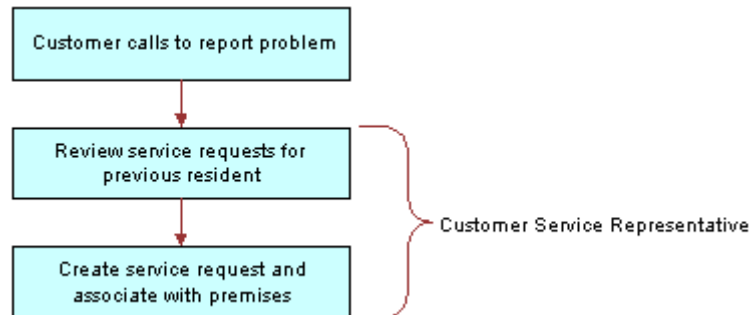 Customer calls to report problem
Review service requests for
previous resident
Customer Service Representative
Create service request and
associate with premises